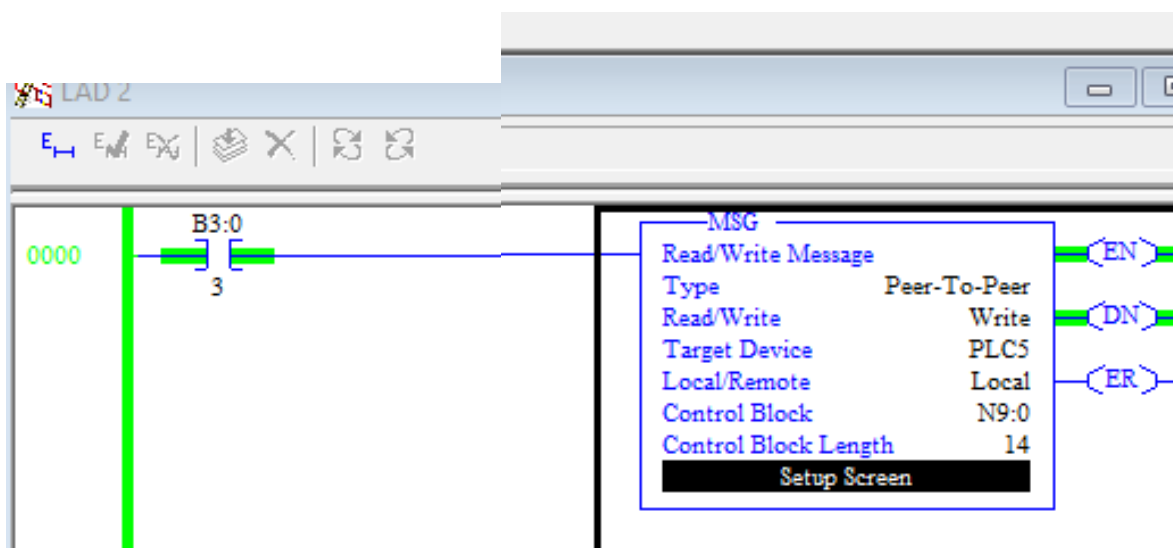 LAD 2
E E E
B3:0
0000
3
MSG
Read/Write Message
Type Peer-To-Peer
Read/Write Write
Target Device PLC5
Local/Remote Local
Control Block N9:0
Control Block Length 14
Setup Screen
EN
DN
ER